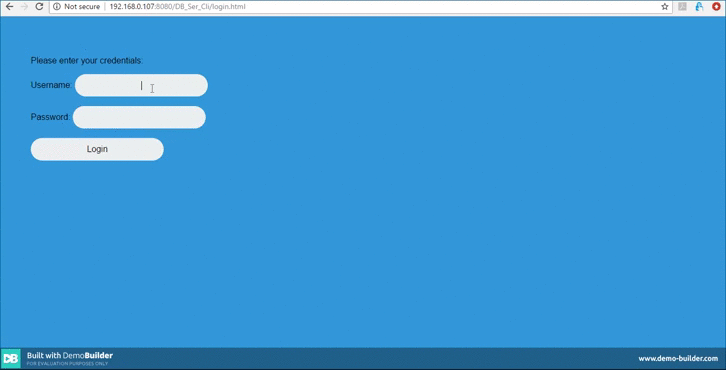 Not secure 192.168.0.107:8080/DB_Ser_Cli/login.html
Please enter your credentials.
Username:
Password:
Login
DB Built with DemoBuilder www.demo-builder.com
FOR EVALUATION PURPOSES ONLY